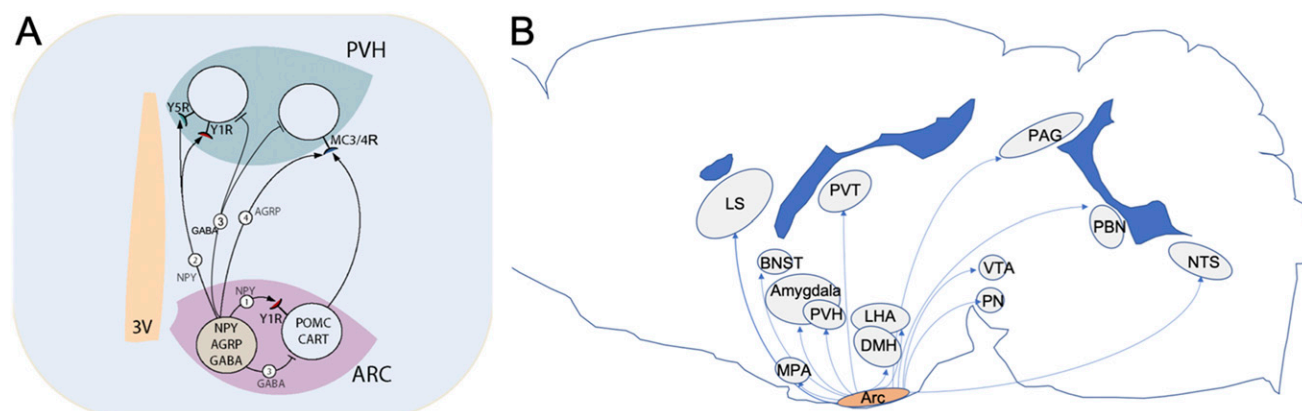 A
PVH
Y5R
Y1R
MC3/4R
3
GABA
4
AGRP
2
NPY
NPY
1
Y1R
3V
NPY
AGRP
GABA
POMC
CART
3
GABA
ARC
B
PAG
LS
PVT
PBN
BNST
VTA
NTS
Amygdala
PVH
LHA
PN
DMH
MPA
Arc